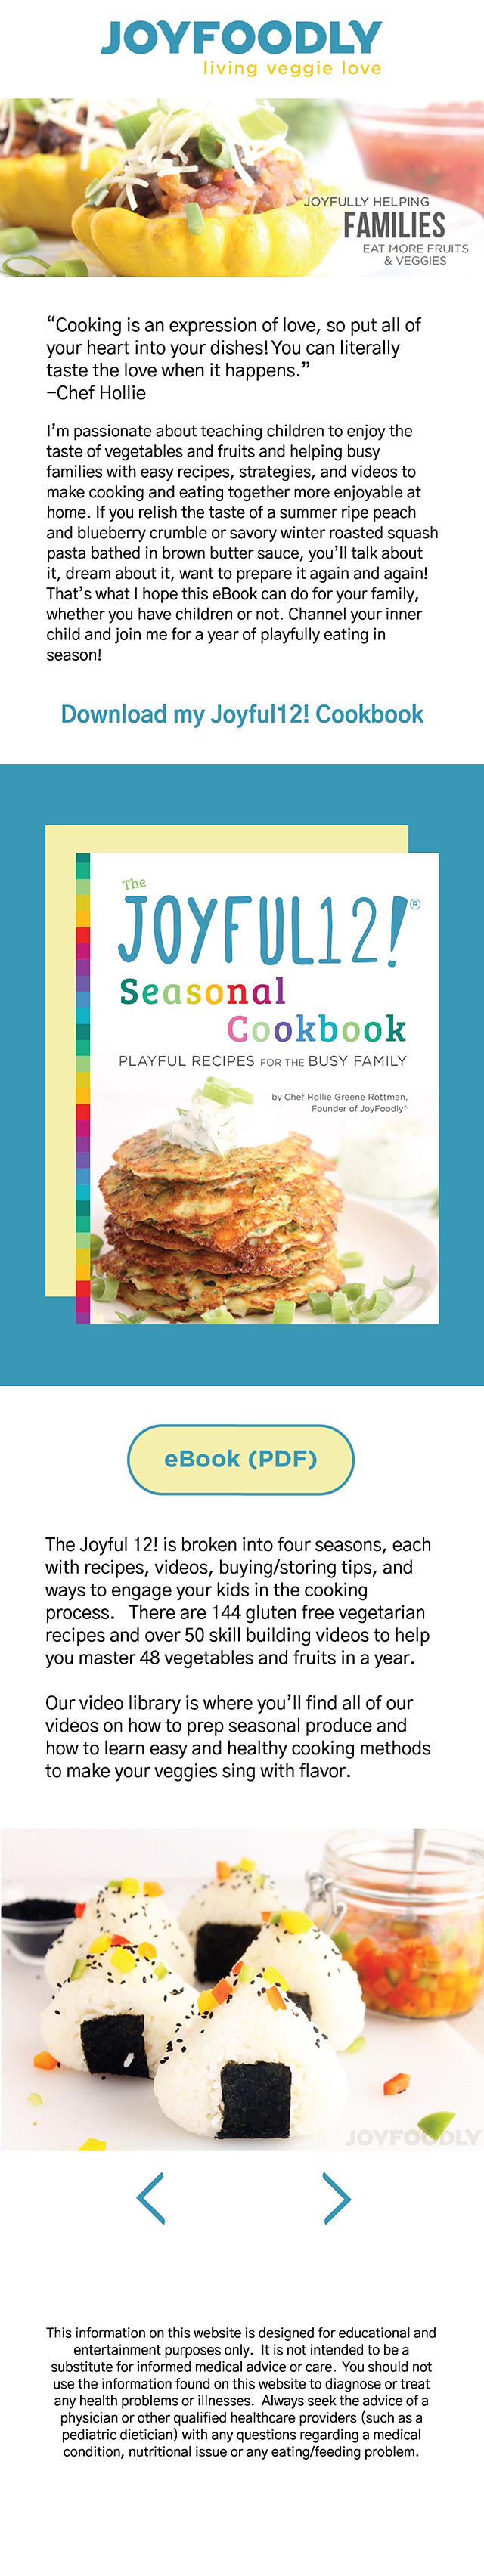 JOYFOODLY
living veggie love
JOYFULLY HELPING
FAMILIES
EAT MORE FRUITS
& VEGGIES
“Cooking is an expression of love, so put all of
your heart into your dishes! You can literally
taste the love when it happens.”
–Chef Hollie
I’m passionate about teaching children to enjoy the
taste of vegetables and fruits and helping busy
families with easy recipes, strategies, and videos to
make cooking and eating together more enjoyable at
home. If you relish the taste of a summer ripe peach
and blueberry crumble or savory winter roasted squash
pasta bathed in brown butter sauce, you’ll talk about
it, dream about it, want to prepare it again and again!
That’s what I hope this eBook can do for your family,
whether you have children or not. Channel your inner
child and join me for a year of playfully eating in
season!
Download my Joyful12! Cookbook
The
JOYFUL12!®
Seasonal
Cookbook
PLAYFUL RECIPES FOR THE BUSY FAMILY
by Chef Hollie Greene Rottman,
Founder of JoyFoodly®
eBook (PDF)
The Joyful 12! is broken into four seasons, each
with recipes, videos, buying/storing tips, and
ways to engage your kids in the cooking
process.   There are 144 gluten free vegetarian
recipes and over 50 skill building videos to help
you master 48 vegetables and fruits in a year.
Our video library is where you’ll find all of our
videos on how to prep seasonal produce and
how to learn easy and healthy cooking methods
to make your veggies sing with flavor.
JOYFOODLY
This information on this website is designed for educational and
entertainment purposes only.  It is not intended to be a
substitute for informed medical advice or care.  You should not
use the information found on this website to diagnose or treat
any health problems or illnesses.  Always seek the advice of a
physician or other qualified healthcare providers (such as a
pediatric dietician) with any questions regarding a medical
condition, nutritional issue or any eating/feeding problem.